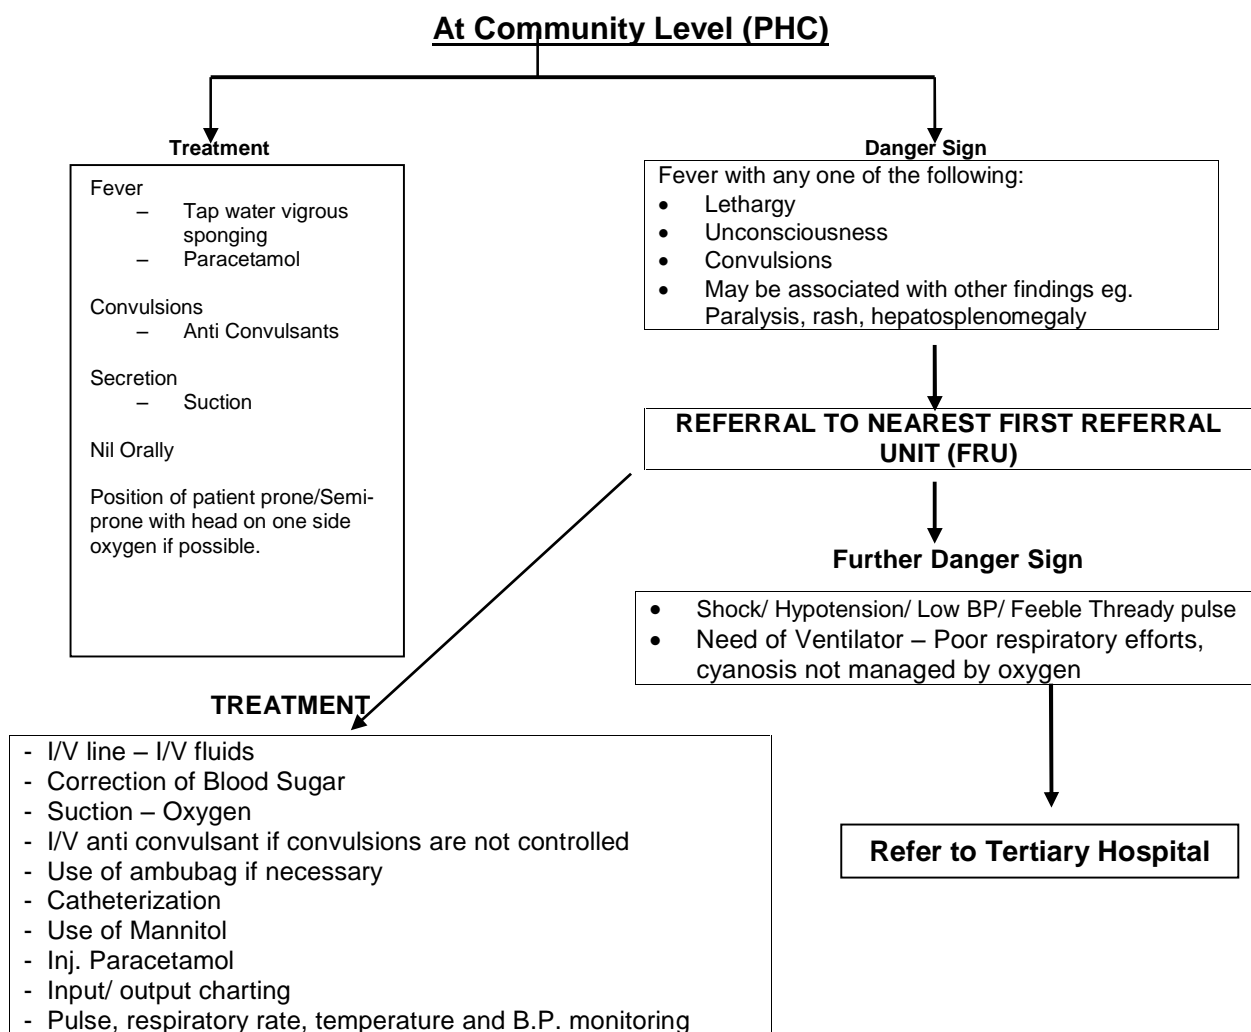 At Community Level (PHC)
Treatment
Fever
– Tap water vigrous
sponging
– Paracetamol
Convulsions
– Anti Convulsants
Secretion
– Suction
Nil Orally
Position of patient prone/Semi-
prone with head on one side
oxygen if possible.
Danger Sign
Fever with any one of the following:
• Lethargy
• Unconsciousness
• Convulsions
• May be associated with other findings eg.
Paralysis, rash, hepatosplenomegaly
REFERRAL TO NEAREST FIRST REFERRAL
UNIT (FRU)
Further Danger Sign
• Shock/ Hypotension/ Low BP/ Feeble Thready pulse
• Need of Ventilator – Poor respiratory efforts,
cyanosis not managed by oxygen
Refer to Tertiary Hospital
TREATMENT
- I/V line – I/V fluids
- Correction of Blood Sugar
- Suction – Oxygen
- I/V anti convulsant if convulsions are not controlled
- Use of ambubag if necessary
- Catheterization
- Use of Mannitol
- Inj. Paracetamol
- Input/ output charting
- Pulse, respiratory rate, temperature and B.P. monitoring